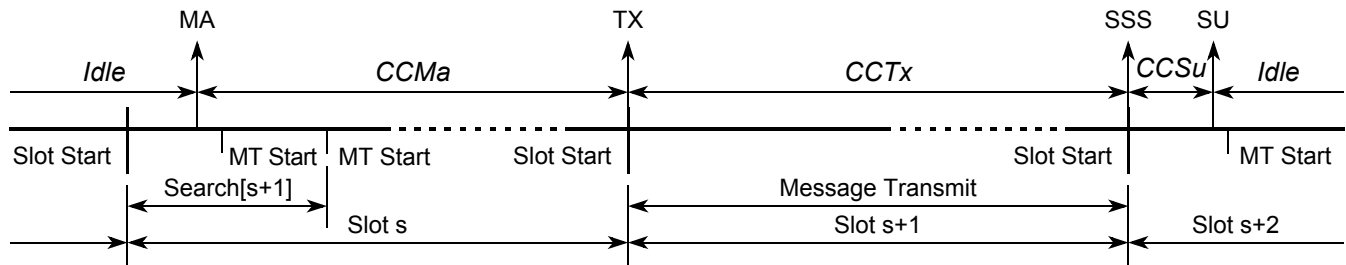 MA TX SSS SU
Idle CCMa CCTx CCSu Idle
Slot Start MT Start MT Start Slot Start Slot Start MT Start
Search[s+1] Message Transmit
Slot s Slot s+1 Slot s+2